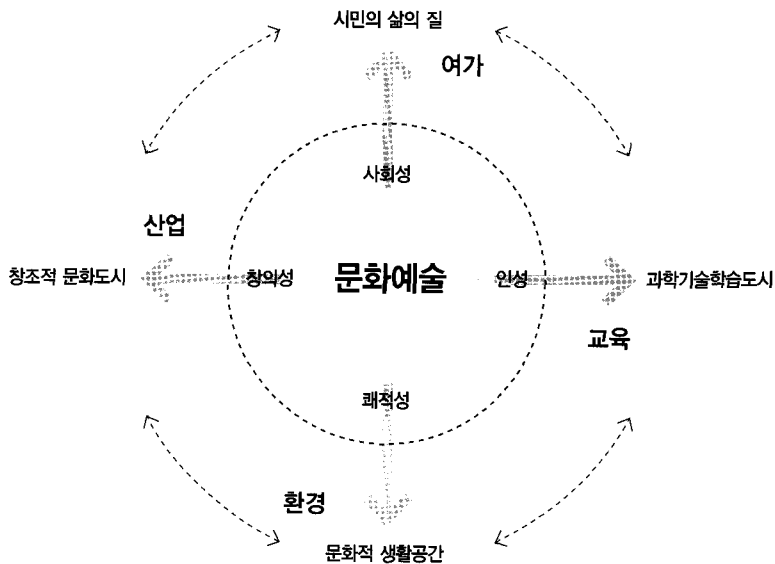 시민의 삶의 질
여가
사회성
산업
창조적 문화도시
창의성
문화예술
인성
과학기술학습도시
교육
쾌적성
환경
문화적 생활공간